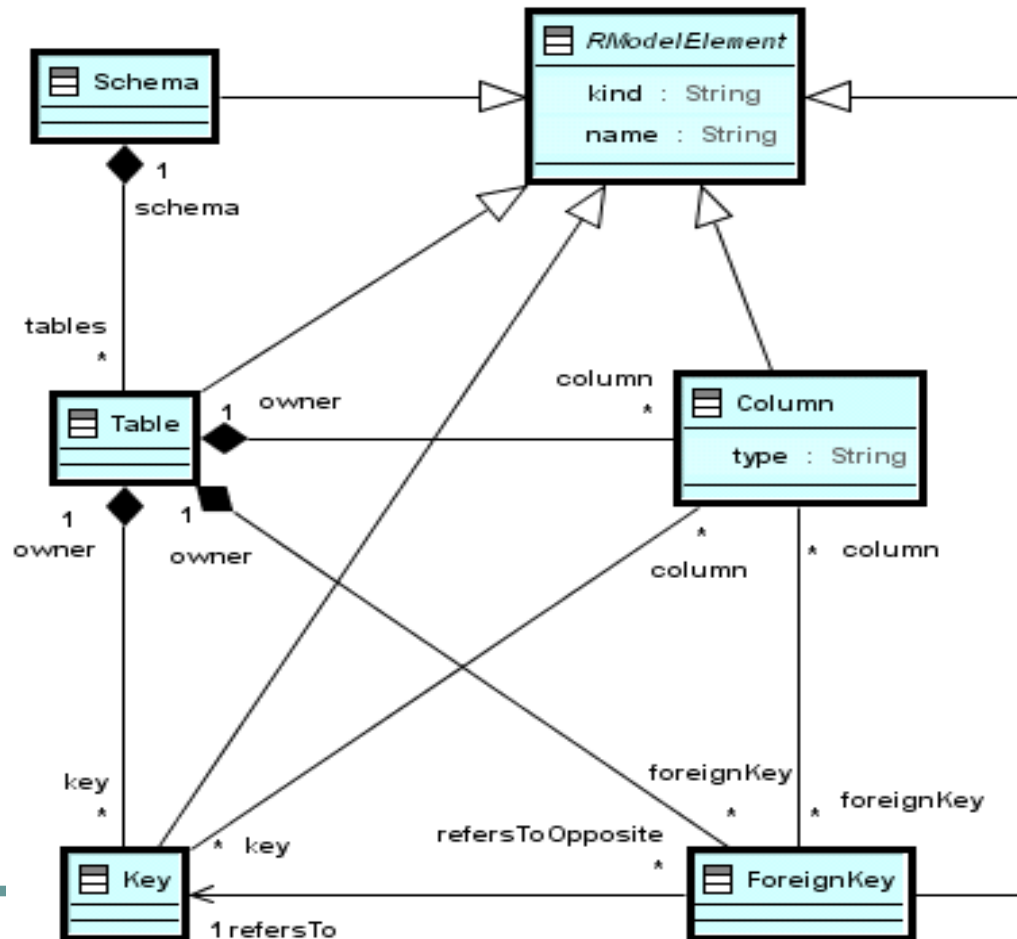 RModelElement
kind : String
name : String
Schema
1
schema
tables
*
Table
1 owner
column
*
Column
type : String
1
owner
1
owner
*
column
* column
key
*
* key
foreignKey
*
* foreignKey
refersToOpposite
*
Key
1 refersTo
ForeignKey